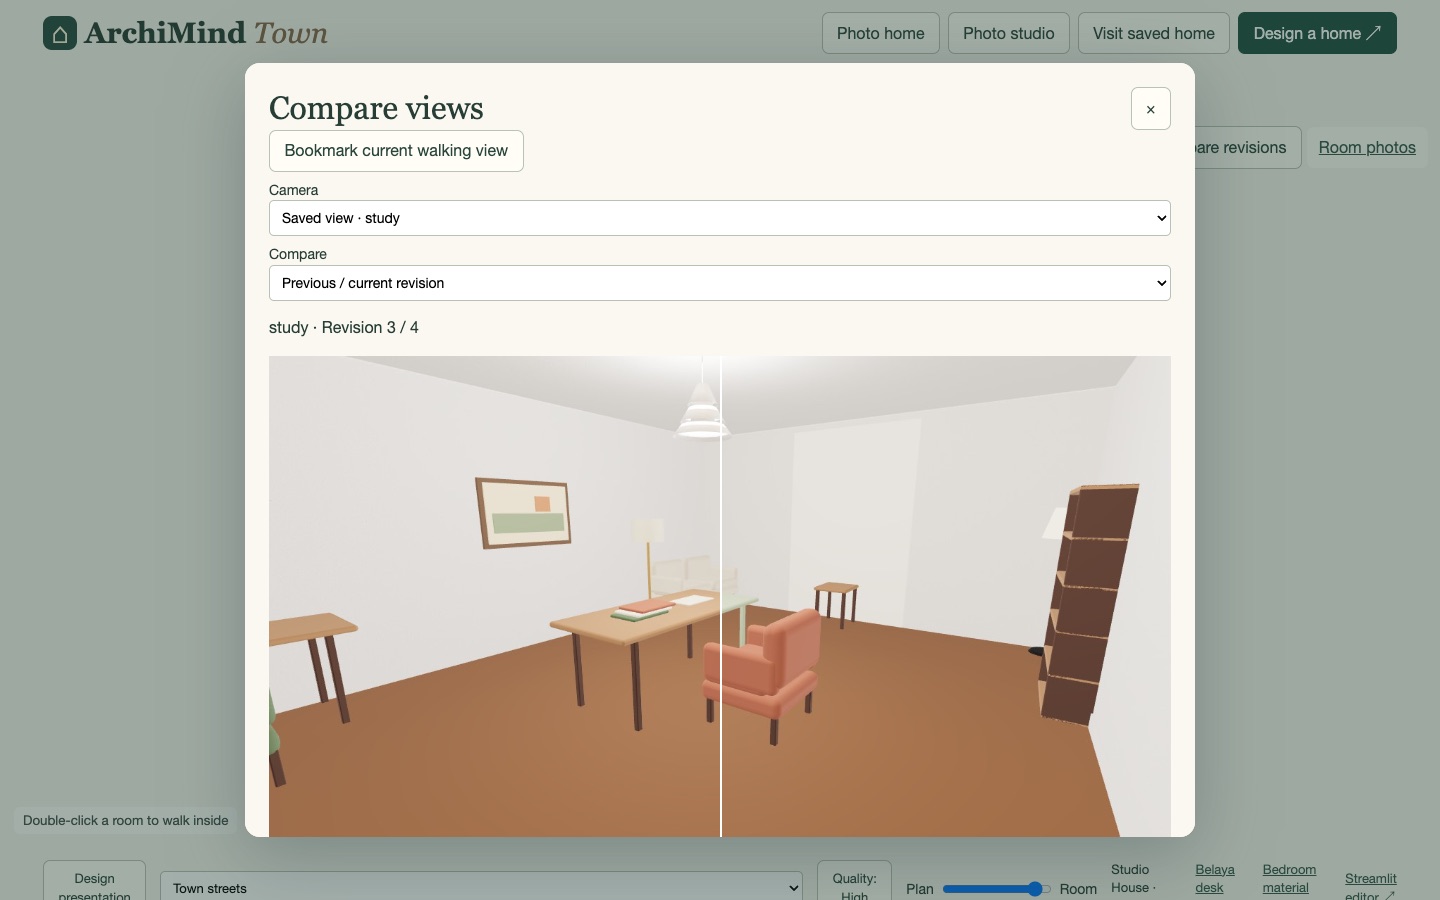 ArchiMind Town
Photo home
Photo studio
Visit saved home
Design a home ↗
Compare views
×
Bookmark current walking view
are revisions
Room photos
Camera
Saved view · study
Compare
Previous / current revision
study · Revision 3 / 4
Double-click a room to walk inside
Design
presentation
Town streets
Quality:
High
Plan
Room
Studio
House ·
Belaya
desk
Bedroom
material
Streamlit
editor ↗